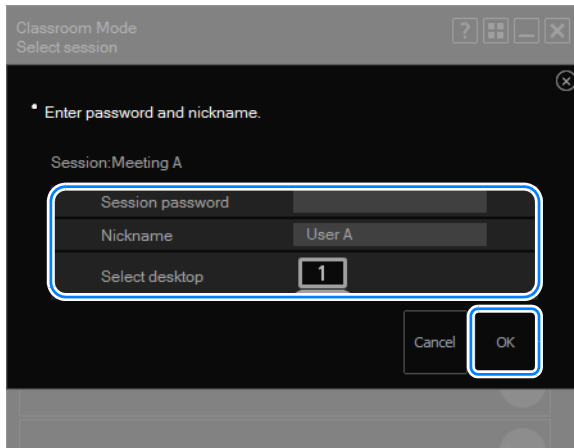 Classroom Mode
Select session
?
Enter password and nickname.
Session:Meeting A
Session password
Nickname User A
Select desktop 1
Cancel OK